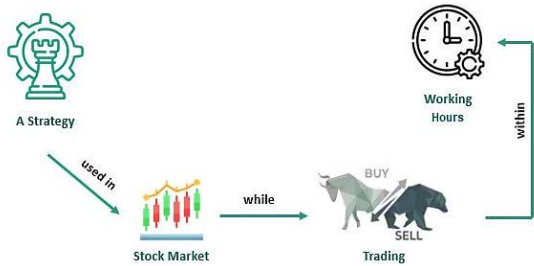 A Strategy
used in
Stock Market
while
BUY
SELL
Trading
within
Working
Hours